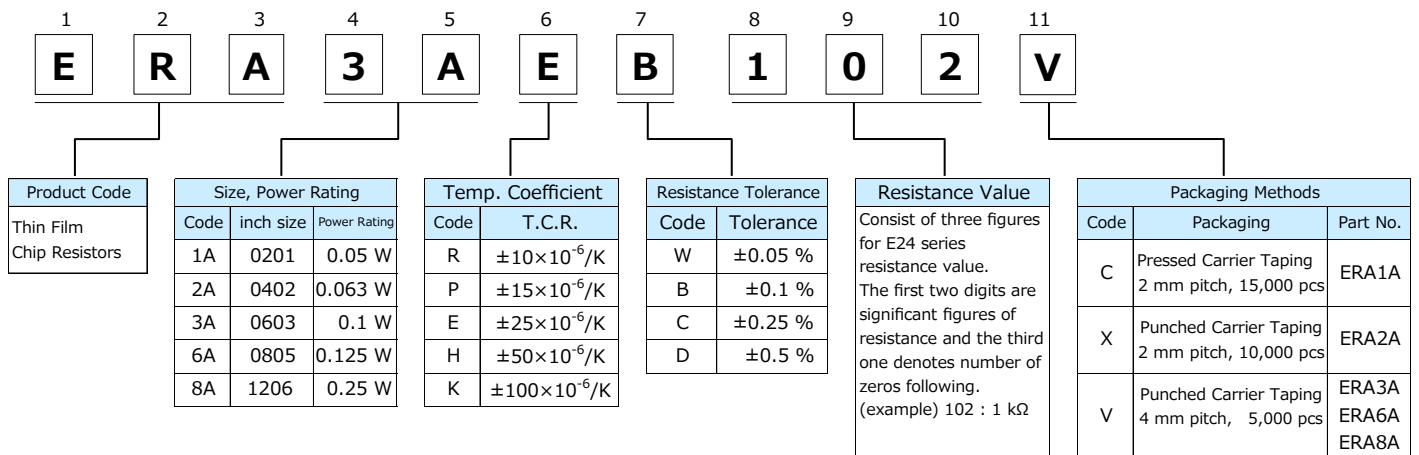 1 2 3 4 5 6 7 8 9 10 11
E R A 3 A E B 1 0 2 V
Product Code
Thin Film
Chip Resistors
Size, Power Rating
Code inch size Power Rating
1A 0201 0.05 W
2A 0402 0.063 W
3A 0603 0.1 W
6A 0805 0.125 W
8A 1206 0.25 W
Temp. Coefficient
Code T.C.R.
R ±10×10⁻⁶/K
P ±15×10⁻⁶/K
E ±25×10⁻⁶/K
H ±50×10⁻⁶/K
K ±100×10⁻⁶/K
Resistance Tolerance
Code Tolerance
W ±0.05 %
B ±0.1 %
C ±0.25 %
D ±0.5 %
Resistance Value
Consist of three figures
for E24 series
resistance value.
The first two digits are
significant figures of
resistance and the third
one denotes number of
zeros following.
(example) 102 : 1 kΩ
Packaging Methods
Code Packaging Part No.
C Pressed Carrier Taping
2 mm pitch, 15,000 pcs ERA1A
X Punched Carrier Taping
2 mm pitch, 10,000 pcs ERA2A
V Punched Carrier Taping
4 mm pitch, 5,000 pcs
ERA3A
ERA6A
ERA8A